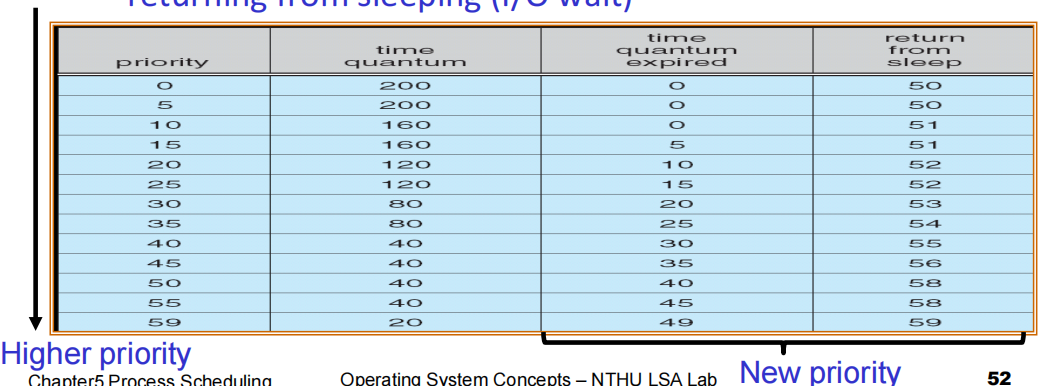 returning from sleeping (I/O wait)
priority time quantum time quantum expired return from sleep
0 200 0 50
5 200 0 50
10 160 0 51
15 160 5 51
20 120 10 52
25 120 15 52
30 80 20 53
35 80 25 54
40 40 30 55
45 40 35 56
50 40 40 58
55 40 45 58
59 20 49 59
Higher priority
New priority
Chapter5 Process Scheduling Operating System Concepts – NTHU LSA Lab 52